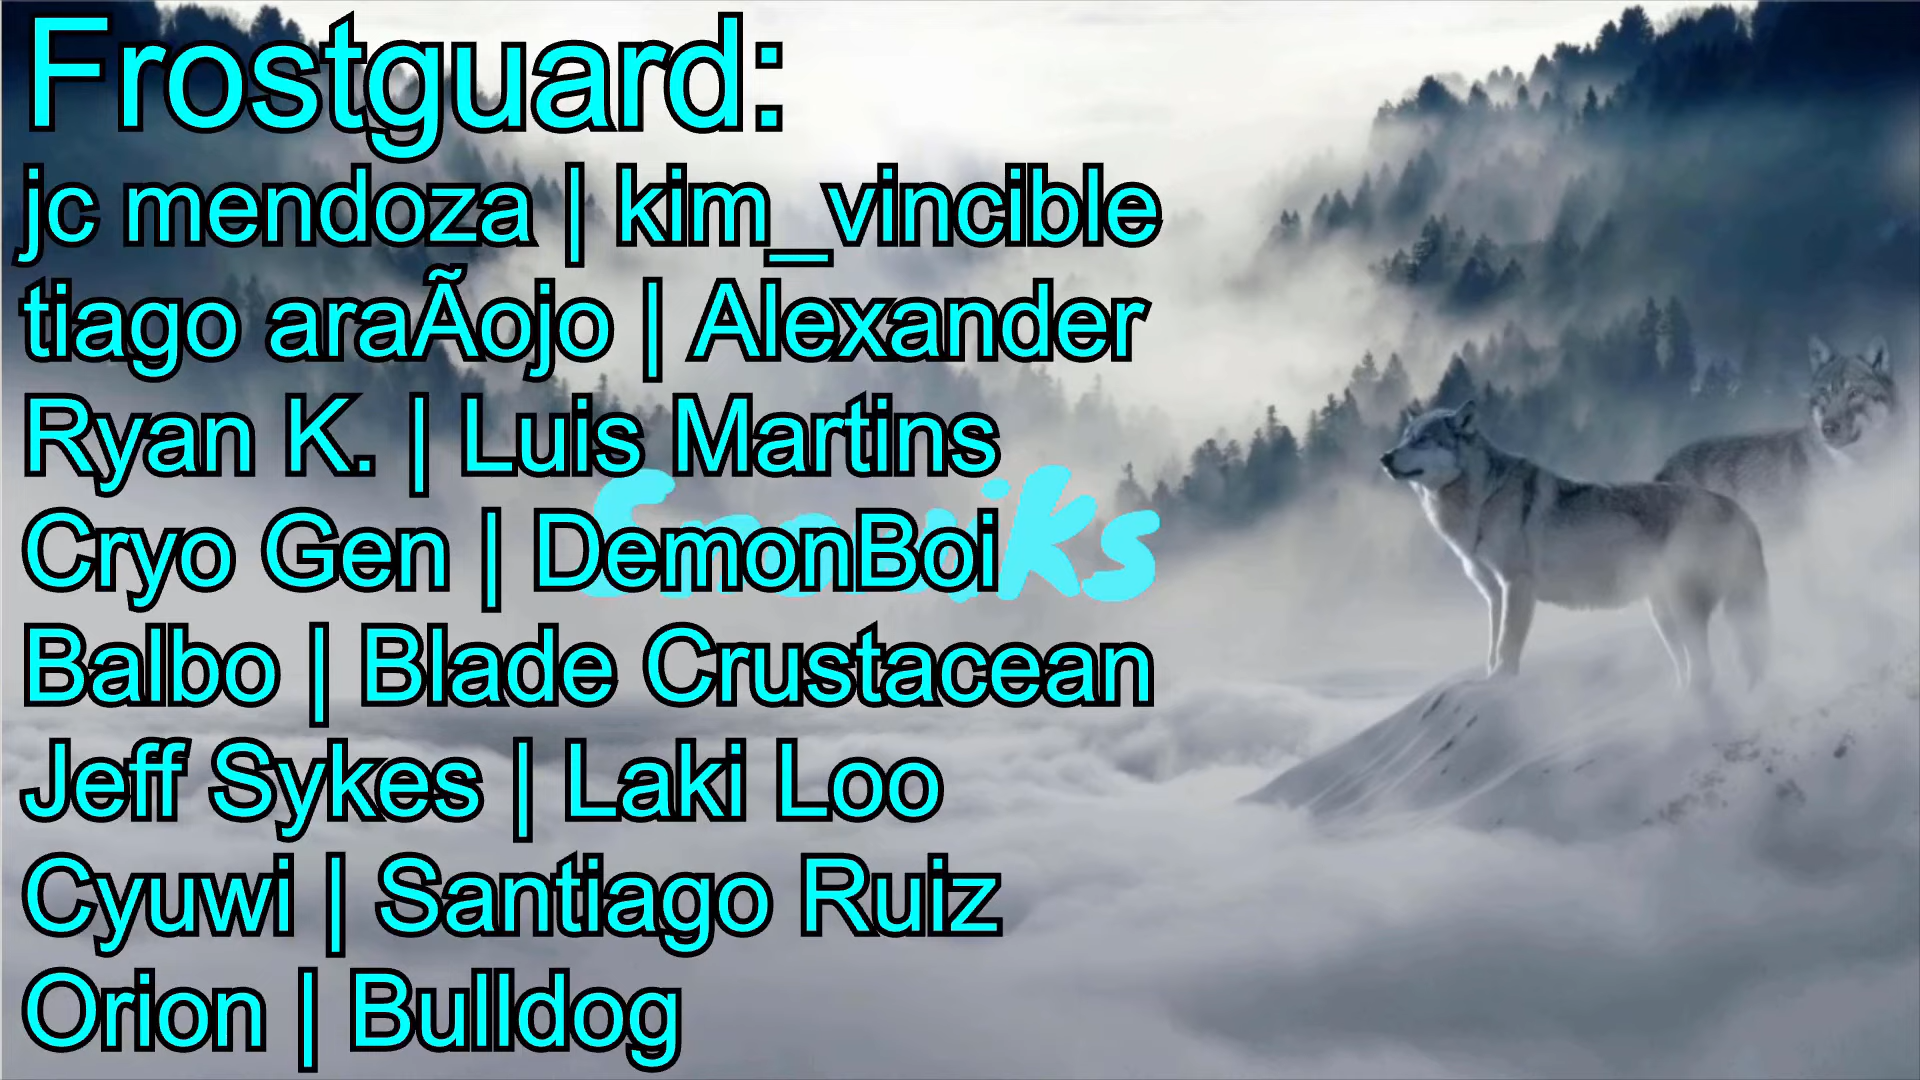 Frostguard:
jc mendoza | kim_vincible
tiago araÃojo | Alexander
Ryan K. | Luis Martins
Cryo Gen | DemonBoi
Balbo | Blade Crustacean
Jeff Sykes | Laki Loo
Cyuwi | Santiago Ruiz
Orion | Bulldog